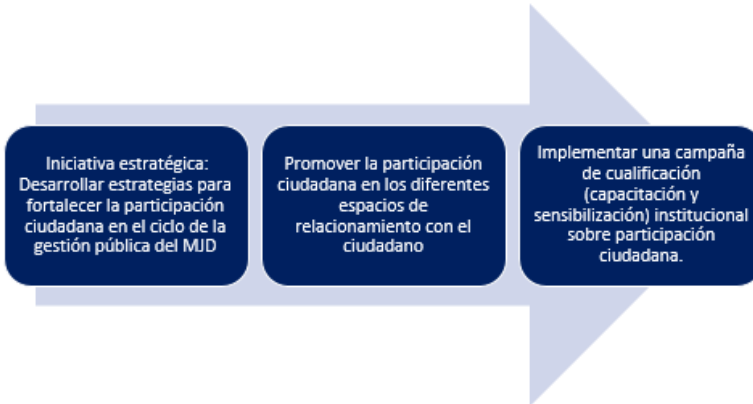 Iniciativa estratégica:
Desarrollar estrategias para
fortalecer la participación
ciudadana en el ciclo de la
gestión pública del MJD
Promover la participación
ciudadana en los diferentes
espacios de
relacionamiento con el
ciudadano
Implementar una campaña
de cualificación
(capacitación y
sensibilización) institucional
sobre participación
ciudadana.